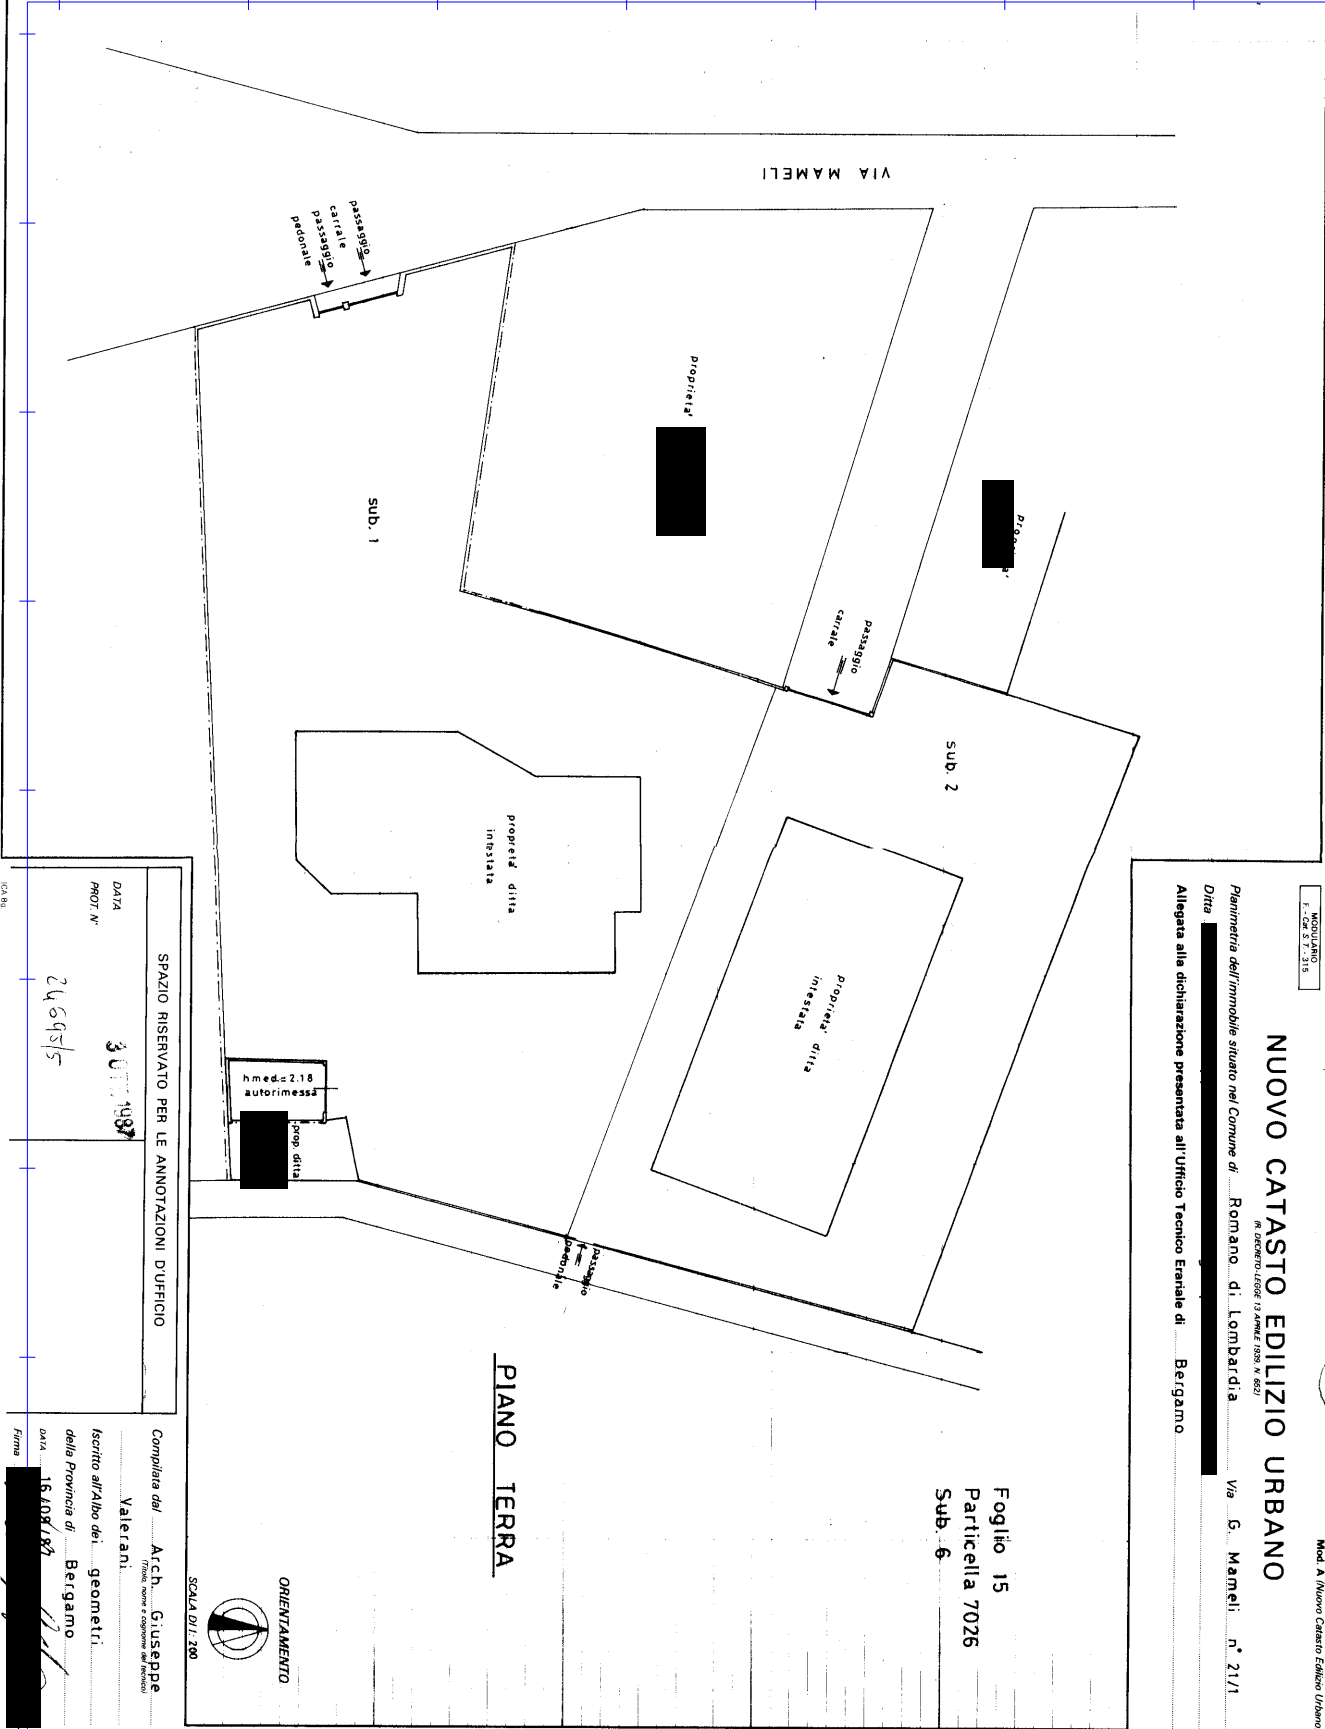 Mod. A (Nuovo Catasto Edilizio Urbano
MODULARIO
F. - Cat. S. T. - 315
NUOVO CATASTO EDILIZIO URBANO
(R. DECRETO-LEGGE 13 APRILE 1939, N. 652)
Planimetria dell'immobile situato nel Comune di Romano di Lombardia Via G. Mameli n° 21/1
Ditta
Allegata alla dichiarazione presentata all'Ufficio Tecnico Erariale di Bergamo
VIA MAMELI
passaggio
carrale
passaggio
pedonale
proprieta'
sub. 1
passaggio
carrale
sub. 2
propreta' ditta
intestata
proprieta' ditta
intestata
h med.= 2.18
autorimessa
prop. ditta
passaggio
pedonale
Foglio 15
Particella 7026
Sub. 6
PIANO TERRA
ORIENTAMENTO
SCALA DI 1: 200
SPAZIO RISERVATO PER LE ANNOTAZIONI D'UFFICIO
DATA
PROT. N°
24695/5
Compilata dal Arch. Giuseppe
(Titolo, nome e cognome del tecnico)
Valerani
Iscritto all'Albo dei geometri
della Provincia di Bergamo
DATA
Firma